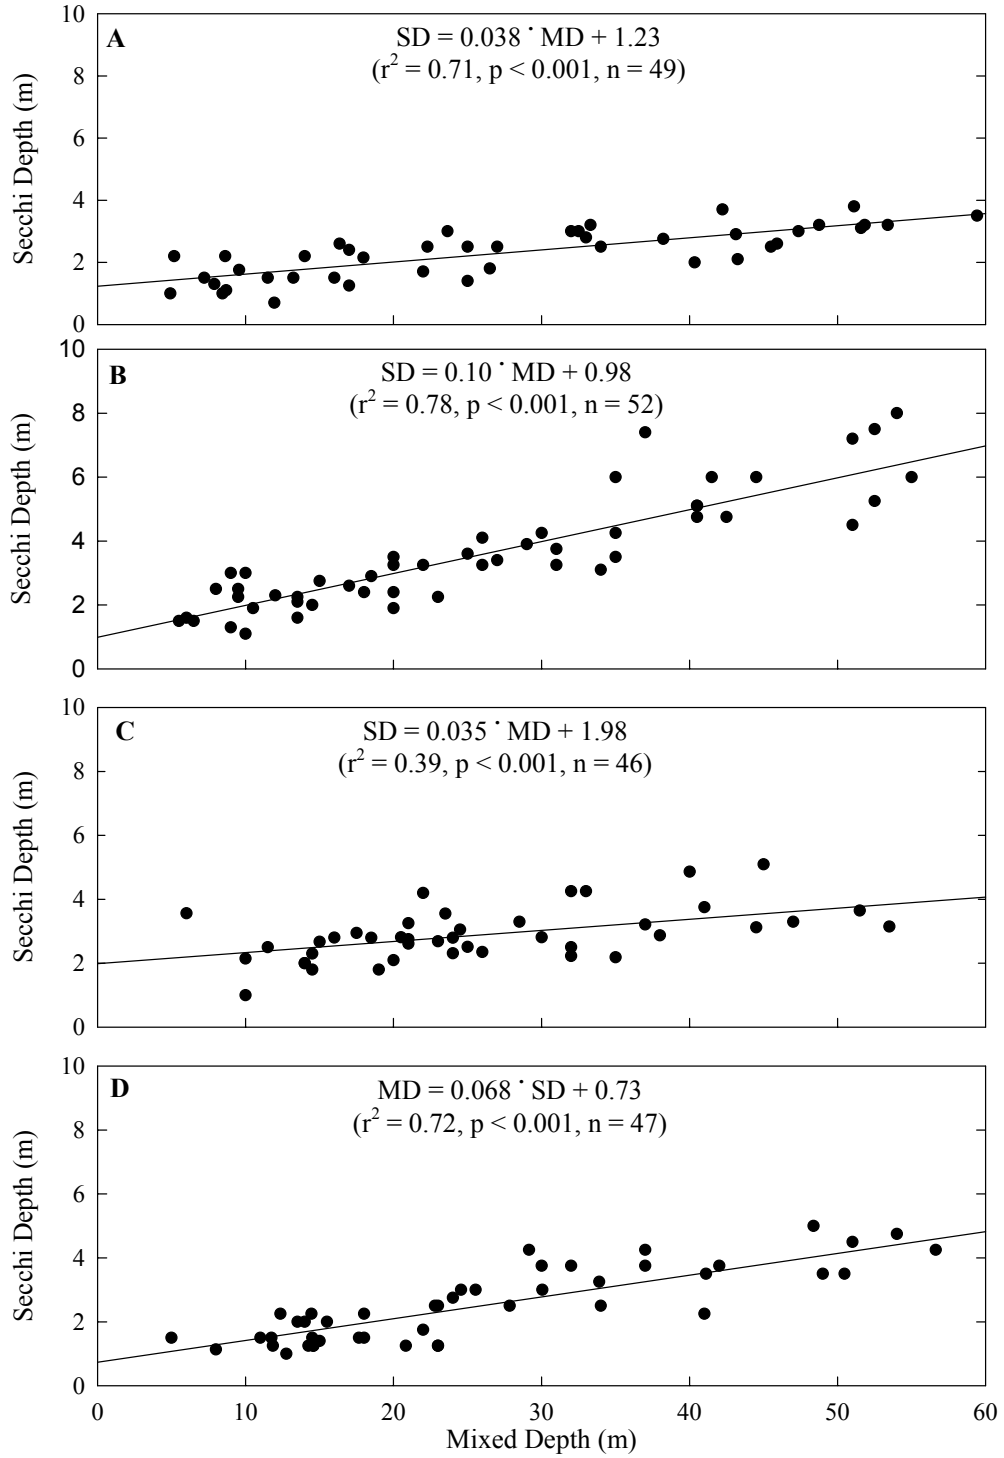 A
SD = 0.038 · MD + 1.23
(r² = 0.71, p < 0.001, n = 49)
10
8
6
4
2
0
Secchi Depth (m)
B
SD = 0.10 · MD + 0.98
(r² = 0.78, p < 0.001, n = 52)
10
8
6
4
2
0
Secchi Depth (m)
C
SD = 0.035 · MD + 1.98
(r² = 0.39, p < 0.001, n = 46)
10
8
6
4
2
0
Secchi Depth (m)
D
MD = 0.068 · SD + 0.73
(r² = 0.72, p < 0.001, n = 47)
10
8
6
4
2
0
Secchi Depth (m)
0 10 20 30 40 50 60
Mixed Depth (m)